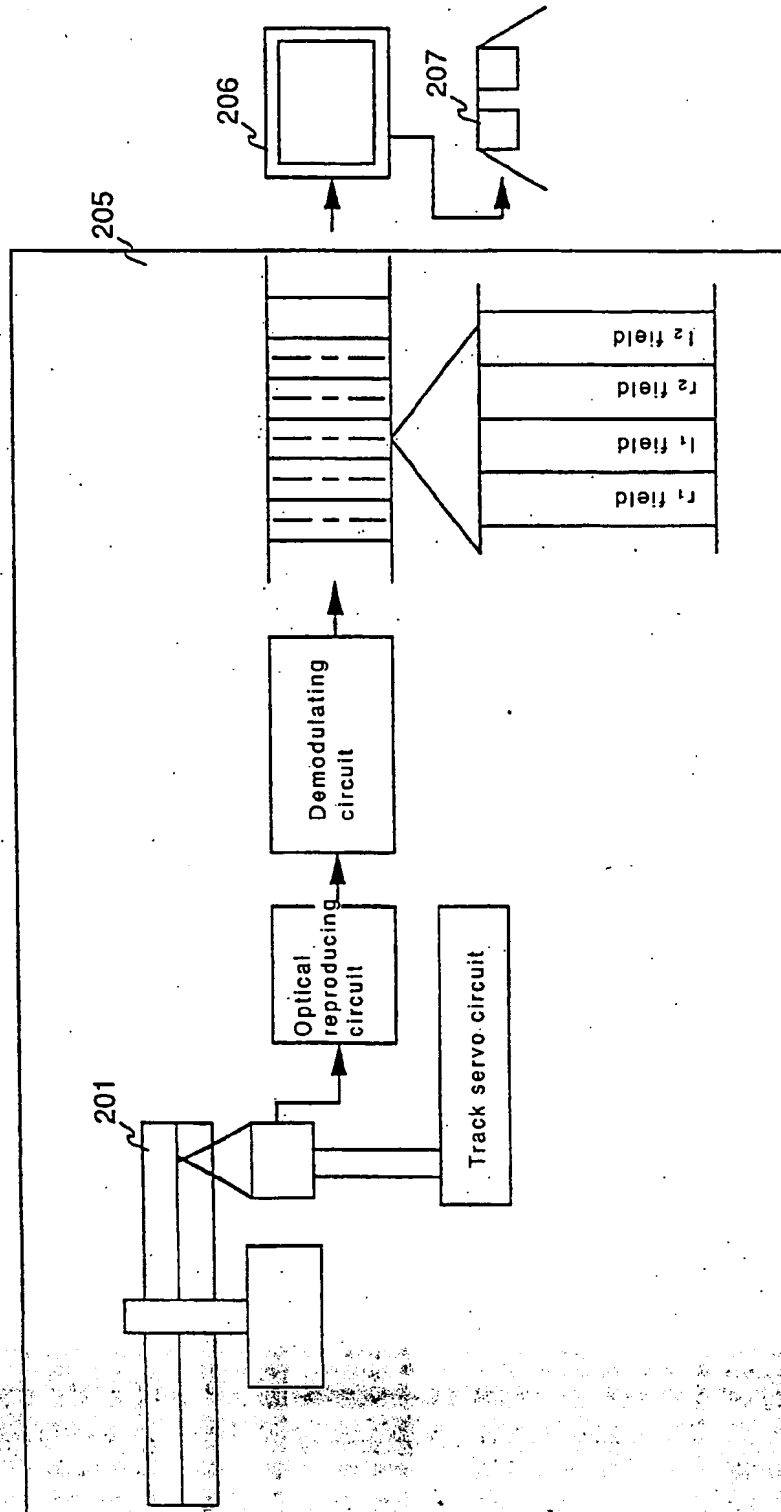 201
Optical
reproducing
circuit
Track servo circuit
Demodulating
circuit
205
r₁ field
l₁ field
r₂ field
l₂ field
206
207